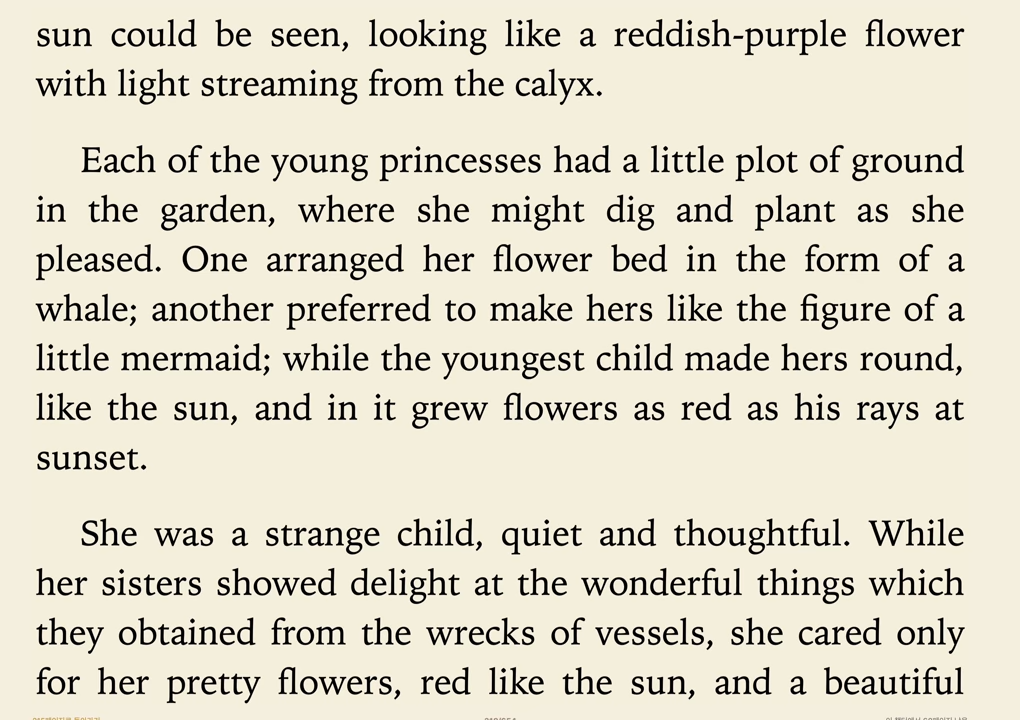 sun could be seen, looking like a reddish-purple flower
with light streaming from the calyx.
Each of the young princesses had a little plot of ground
in the garden, where she might dig and plant as she
pleased. One arranged her flower bed in the form of a
whale; another preferred to make hers like the figure of a
little mermaid; while the youngest child made hers round,
like the sun, and in it grew flowers as red as his rays at
sunset.
She was a strange child, quiet and thoughtful. While
her sisters showed delight at the wonderful things which
they obtained from the wrecks of vessels, she cared only
for her pretty flowers, red like the sun, and a beautiful